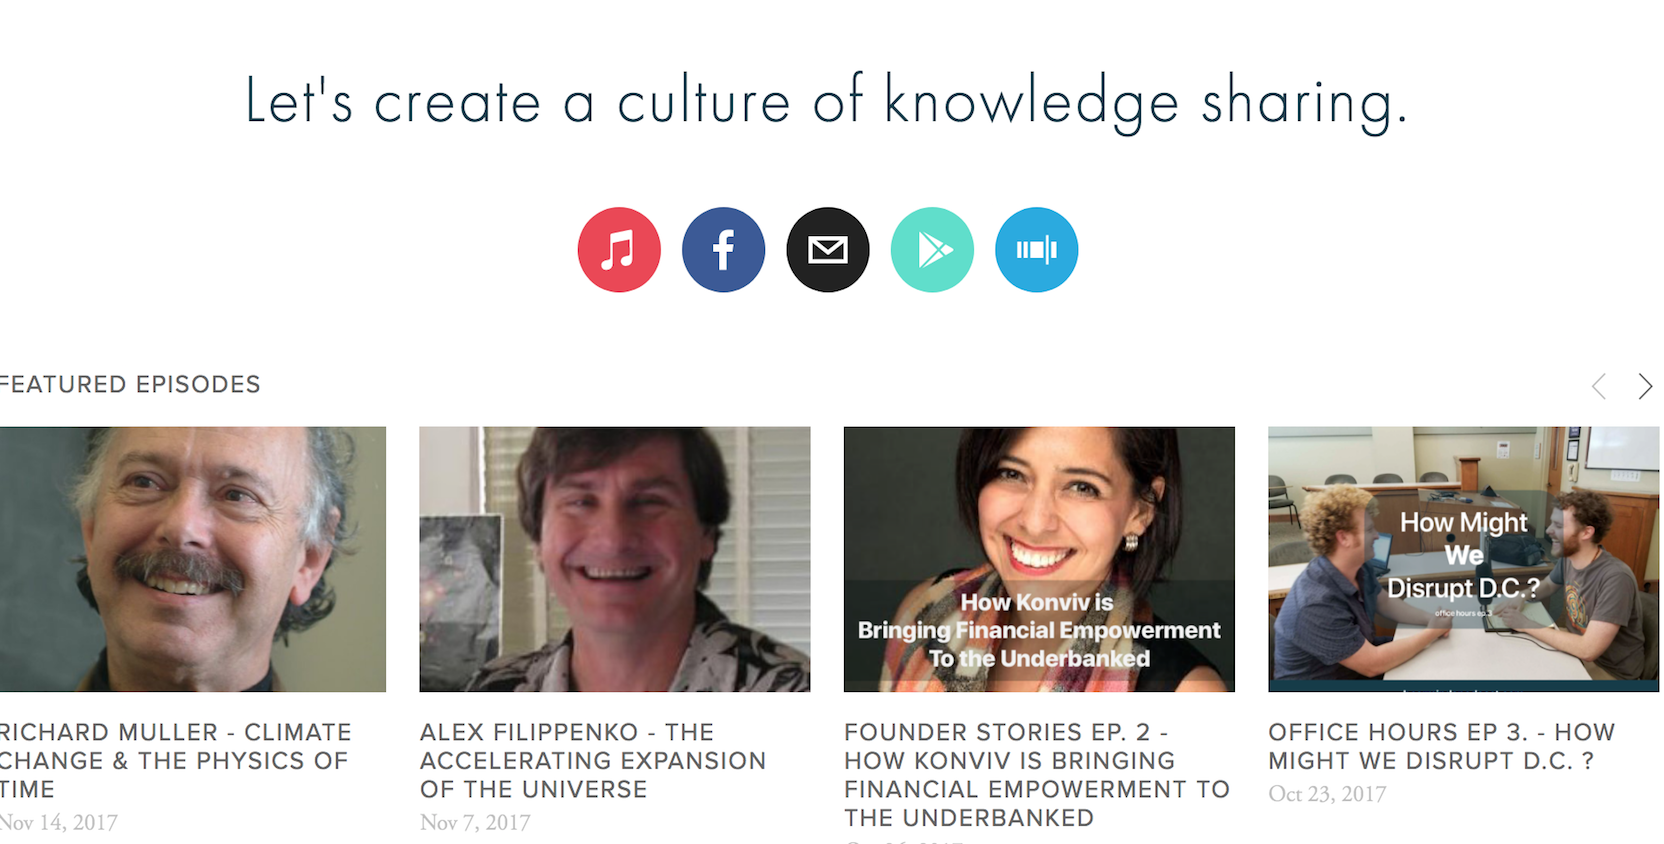 Let's create a culture of knowledge sharing.
FEATURED EPISODES
How Konviv is
Bringing Financial Empowerment
To the Underbanked
How Might
We
Disrupt D.C.?
office hours ep.3
RICHARD MULLER - CLIMATE
CHANGE & THE PHYSICS OF
TIME
Nov 14, 2017
ALEX FILIPPENKO - THE
ACCELERATING EXPANSION
OF THE UNIVERSE
Nov 7, 2017
FOUNDER STORIES EP. 2 -
HOW KONVIV IS BRINGING
FINANCIAL EMPOWERMENT TO
THE UNDERBANKED
OFFICE HOURS EP 3. - HOW
MIGHT WE DISRUPT D.C. ?
Oct 23, 2017